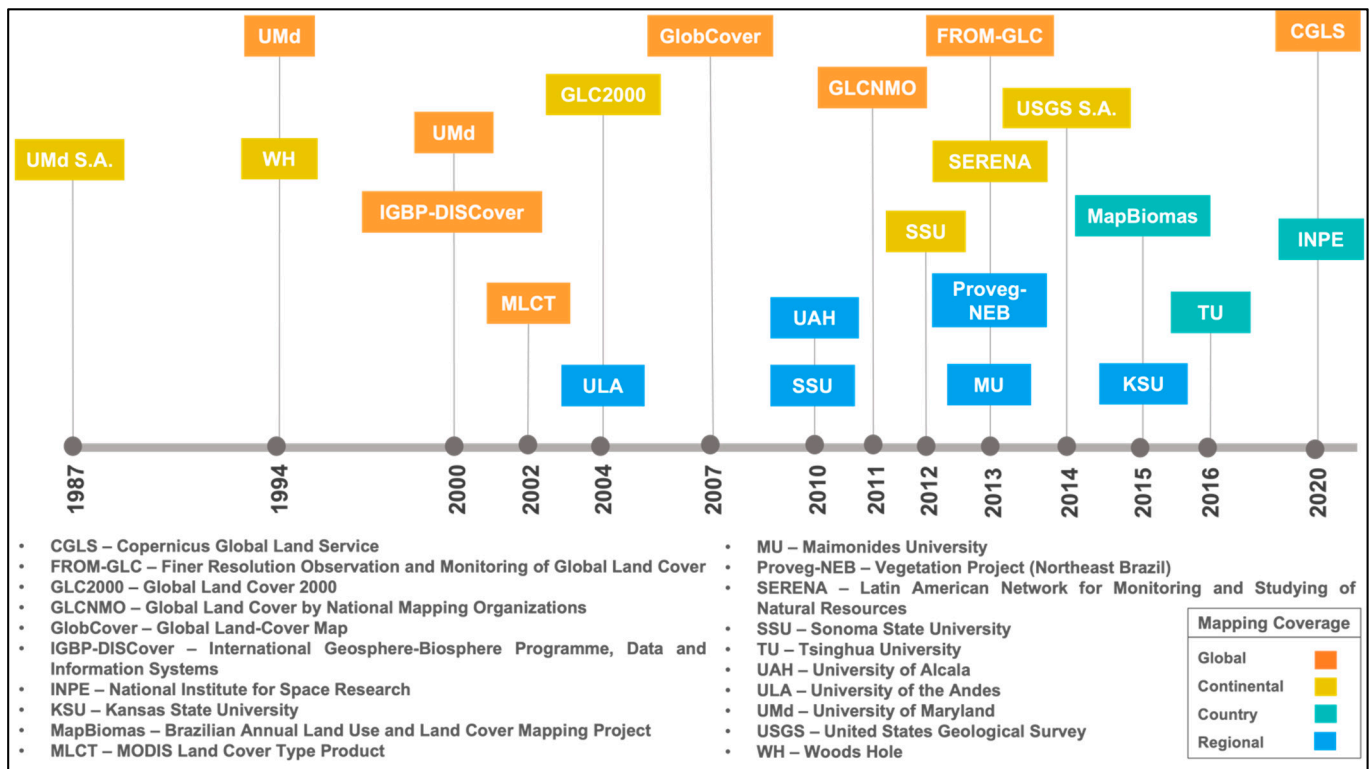 UMd
GlobCover
FROM-GLC
CGLS
GLC2000
GLCNMO
USGS S.A.
UMd S.A.
WH
UMd
SERENA
IGBP-DISCover
SSU
MapBiomas
INPE
MLCT
UAH
Proveg-
NEB
TU
ULA
SSU
MU
KSU
1987
1994
2000
2002
2004
2007
2010
2011
2012
2013
2014
2015
2016
2020
• CGLS – Copernicus Global Land Service
• FROM-GLC – Finer Resolution Observation and Monitoring of Global Land Cover
• GLC2000 – Global Land Cover 2000
• GLCNMO – Global Land Cover by National Mapping Organizations
• GlobCover – Global Land-Cover Map
• IGBP-DISCover – International Geosphere-Biosphere Programme, Data and
Information Systems
• INPE – National Institute for Space Research
• KSU – Kansas State University
• MapBiomas – Brazilian Annual Land Use and Land Cover Mapping Project
• MLCT – MODIS Land Cover Type Product
• MU – Maimonides University
• Proveg-NEB – Vegetation Project (Northeast Brazil)
• SERENA – Latin American Network for Monitoring and Studying of
Natural Resources
• SSU – Sonoma State University
• TU – Tsinghua University
• UAH – University of Alcala
• ULA – University of the Andes
• UMd – University of Maryland
• USGS – United States Geological Survey
• WH – Woods Hole
Mapping Coverage
Global
Continental
Country
Regional